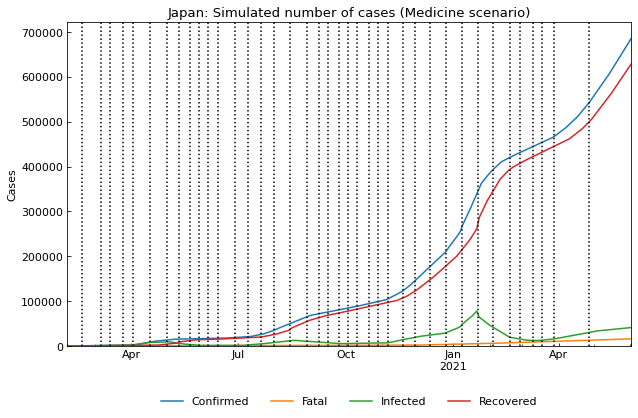 Japan: Simulated number of cases (Medicine scenario)
700000
600000
500000
400000
300000
200000
100000
0
Cases
Apr Jul Oct Jan Apr
2021
Confirmed Fatal Infected Recovered